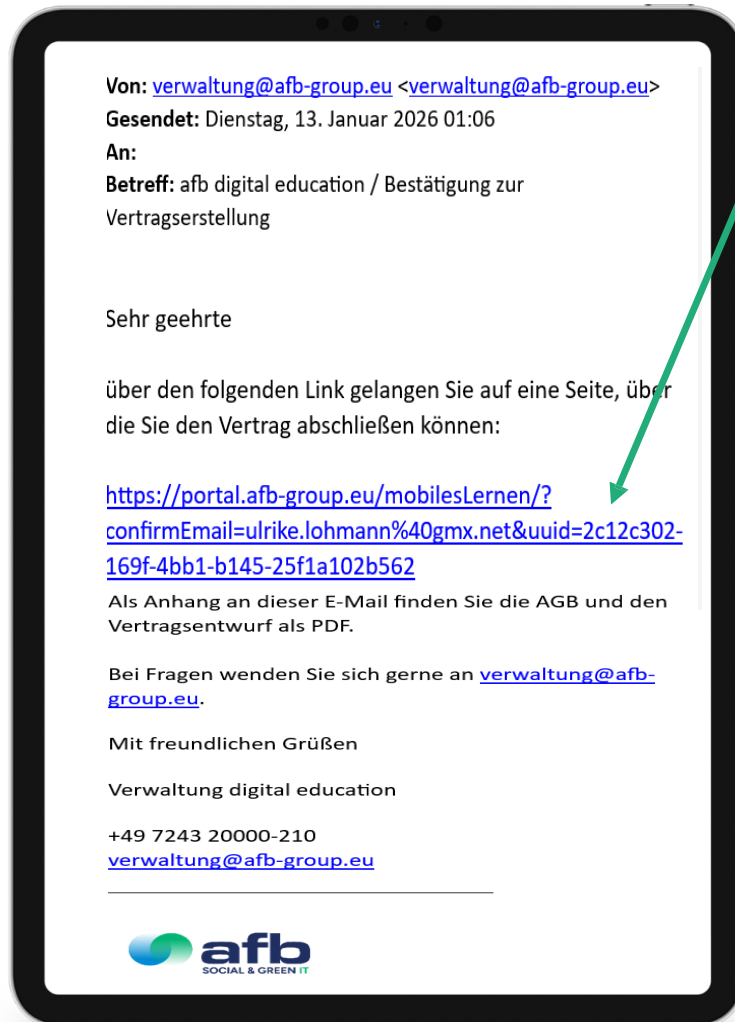 Von: verwaltung@afb-group.eu <verwaltung@afb-group.eu>
Gesendet: Dienstag, 13. Januar 2026 01:06
An:
Betreff: afb digital education / Bestätigung zur
Vertragserstellung
Sehr geehrte
über den folgenden Link gelangen Sie auf eine Seite, über
die Sie den Vertrag abschließen können:
https://portal.afb-group.eu/mobilesLernen/?
confirmEmail=ulrike.lohmann%40gmx.net&uuid=2c12c302-
169f-4bb1-b145-25f1a102b562
Als Anhang an dieser E-Mail finden Sie die AGB und den
Vertragsentwurf als PDF.
Bei Fragen wenden Sie sich gerne an verwaltung@afb-
group.eu.
Mit freundlichen Grüßen
Verwaltung digital education
+49 7243 20000-210
verwaltung@afb-group.eu
afb
SOCIAL & GREEN IT